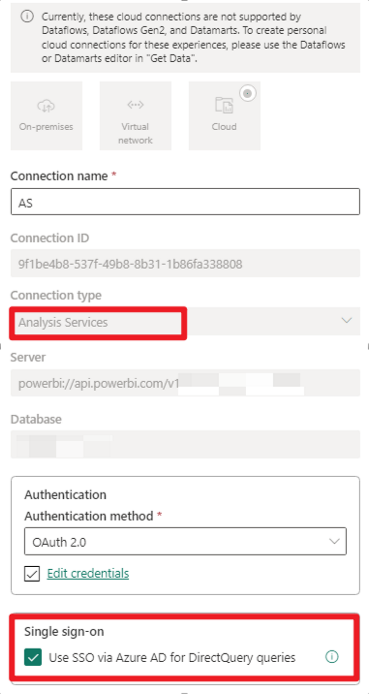 Currently, these cloud connections are not supported by
Dataflows, Dataflows Gen2, and Datamarts. To create personal
cloud connections for these experiences, please use the Dataflows
or Datamarts editor in "Get Data".
On-premises
Virtual
network
Cloud
Connection name *
AS
Connection ID
9f1be4b8-537f-49b8-8b31-1b86fa338808
Connection type
Analysis Services
Server
powerbi://api.powerbi.com/v1
Database
Authentication
Authentication method *
OAuth 2.0
Edit credentials
Single sign-on
Use SSO via Azure AD for DirectQuery queries